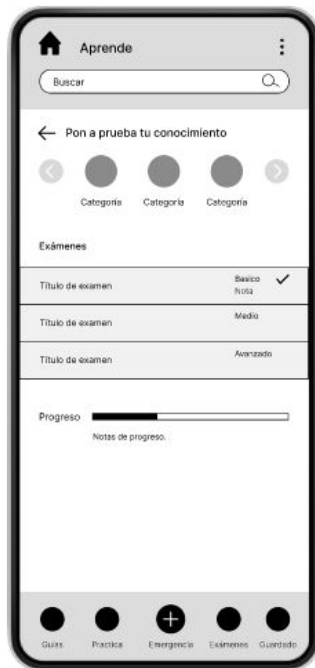 Aprende
Buscar
Pon a prueba tu conocimiento
Categoría Categoría Categoría
Exámenes
Título de examen Basico
Nota
Título de examen Medio
Título de examen Avanzado
Progreso
Notas de progreso.
Guías Practica Emergencia Exámenes Guardado